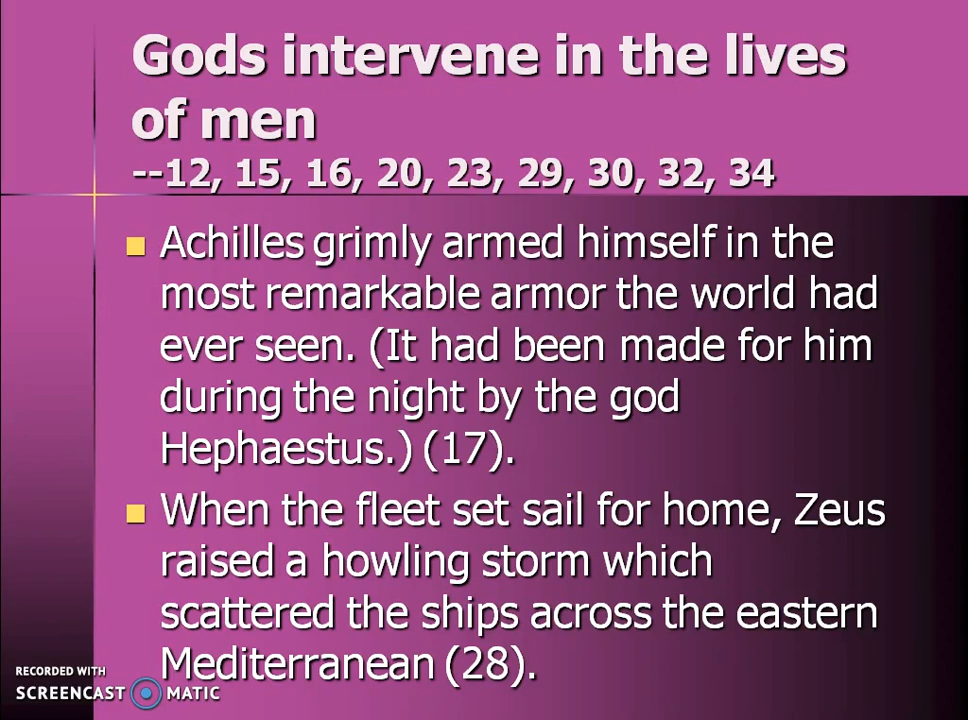 Gods intervene in the lives
of men
--12, 15, 16, 20, 23, 29, 30, 32, 34
Achilles grimly armed himself in the
most remarkable armor the world had
ever seen. (It had been made for him
during the night by the god
Hephaestus.) (17).
When the fleet set sail for home, Zeus
raised a howling storm which
scattered the ships across the eastern
Mediterranean (28).
RECORDED WITH
SCREENCAST MATIC